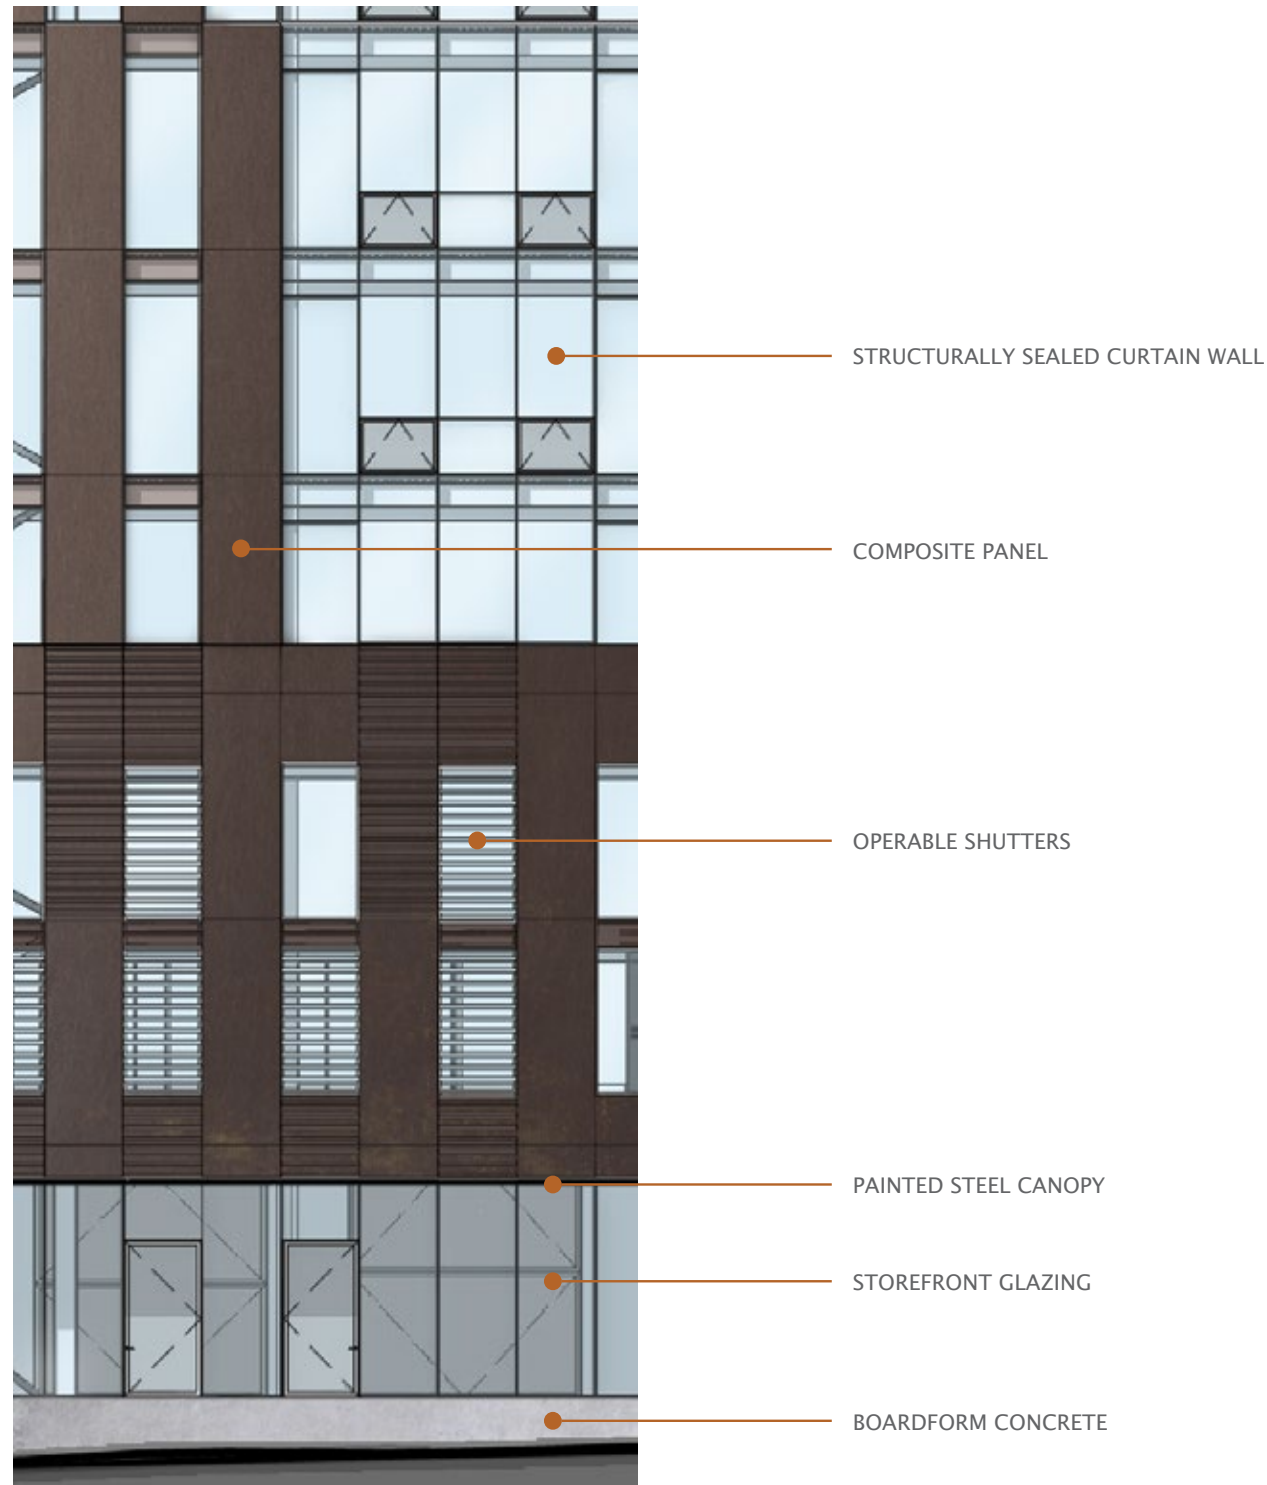 STRUCTURALLY SEALED CURTAIN WALL
COMPOSITE PANEL
OPERABLE SHUTTERS
PAINTED STEEL CANOPY
STOREFRONT GLAZING
BOARDFORM CONCRETE